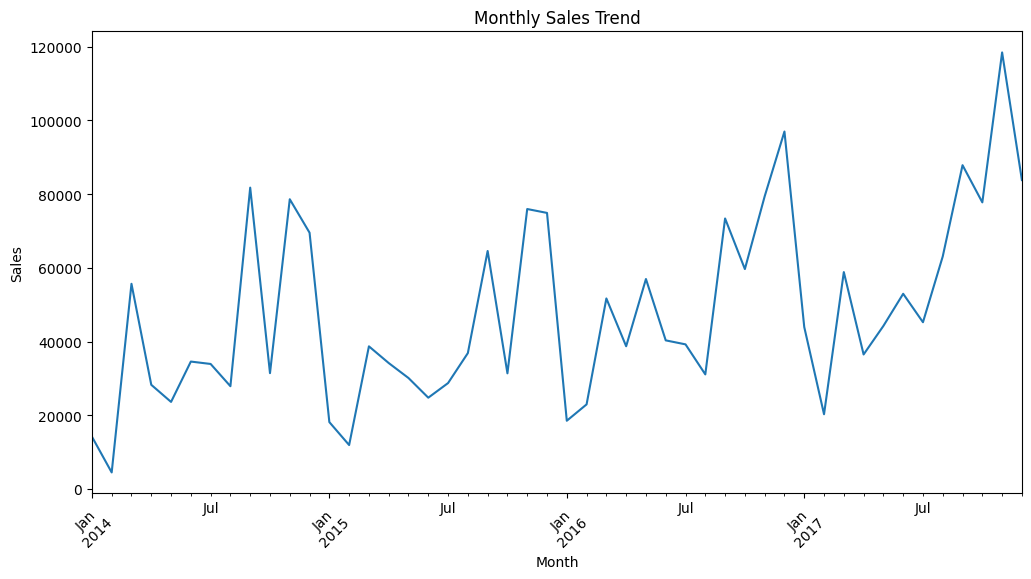 Monthly Sales Trend
120000
100000
80000
60000
40000
20000
0
Sales
Jan
2014
Jul
Jan
2015
Jul
Jan
2016
Jul
Jan
2017
Jul
Month